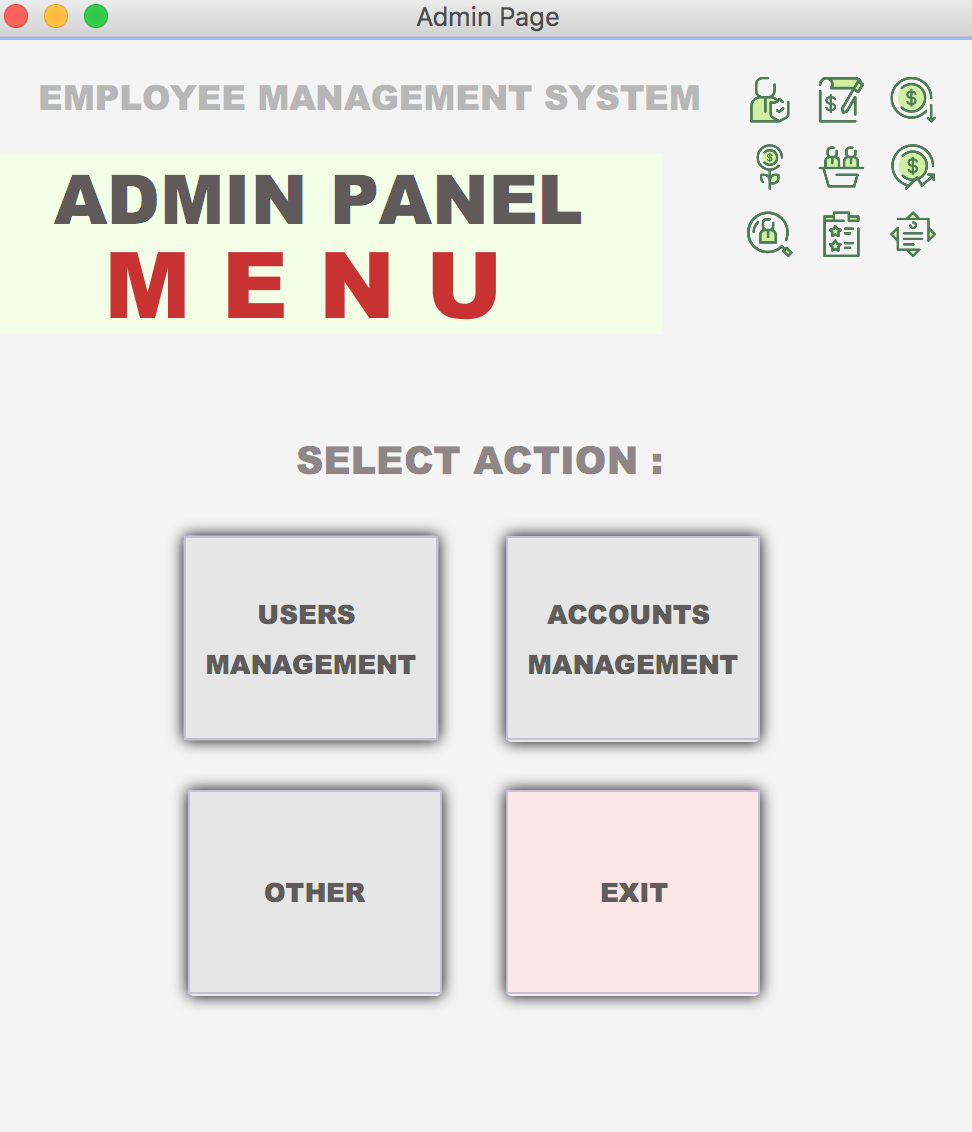 Admin Page
EMPLOYEE MANAGEMENT SYSTEM
ADMIN PANEL
M E N U
SELECT ACTION :
USERS
MANAGEMENT
ACCOUNTS
MANAGEMENT
OTHER
EXIT